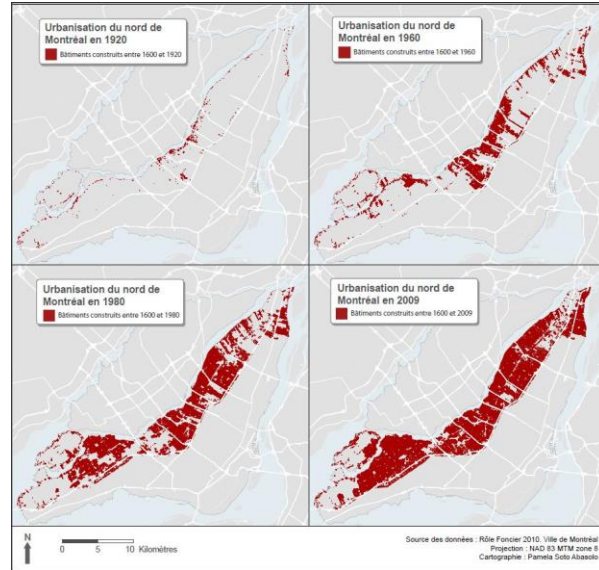 Urbanisation du nord de
Montréal en 1920
Bâtiments construits entre 1600 et 1920
Urbanisation du nord de
Montréal en 1960
Bâtiments construits entre 1600 et 1960
Urbanisation du nord de
Montréal en 1980
Bâtiments construits entre 1600 et 1980
Urbanisation du nord de
Montréal en 2009
Bâtiments construits entre 1600 et 2009
N
0 5 10 Kilomètres
Source des données : Rôle Foncier 2010, Ville de Montréal
Projection : NAD 83 MTM zone 8
Cartographie : Pamela Soto Abasolo